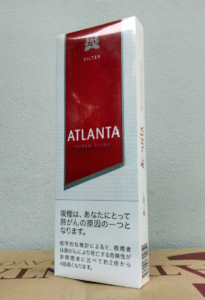 FILTER
ATLANTA
SUPER SLIMS
喫煙は、あなたにとって
肺がんの原因の一つと
なります。
疫学的な推計によると、喫煙者
は肺がんにより死亡する危険性が
非喫煙者に比べて約2倍から
4倍高くなります。
ATLANTA